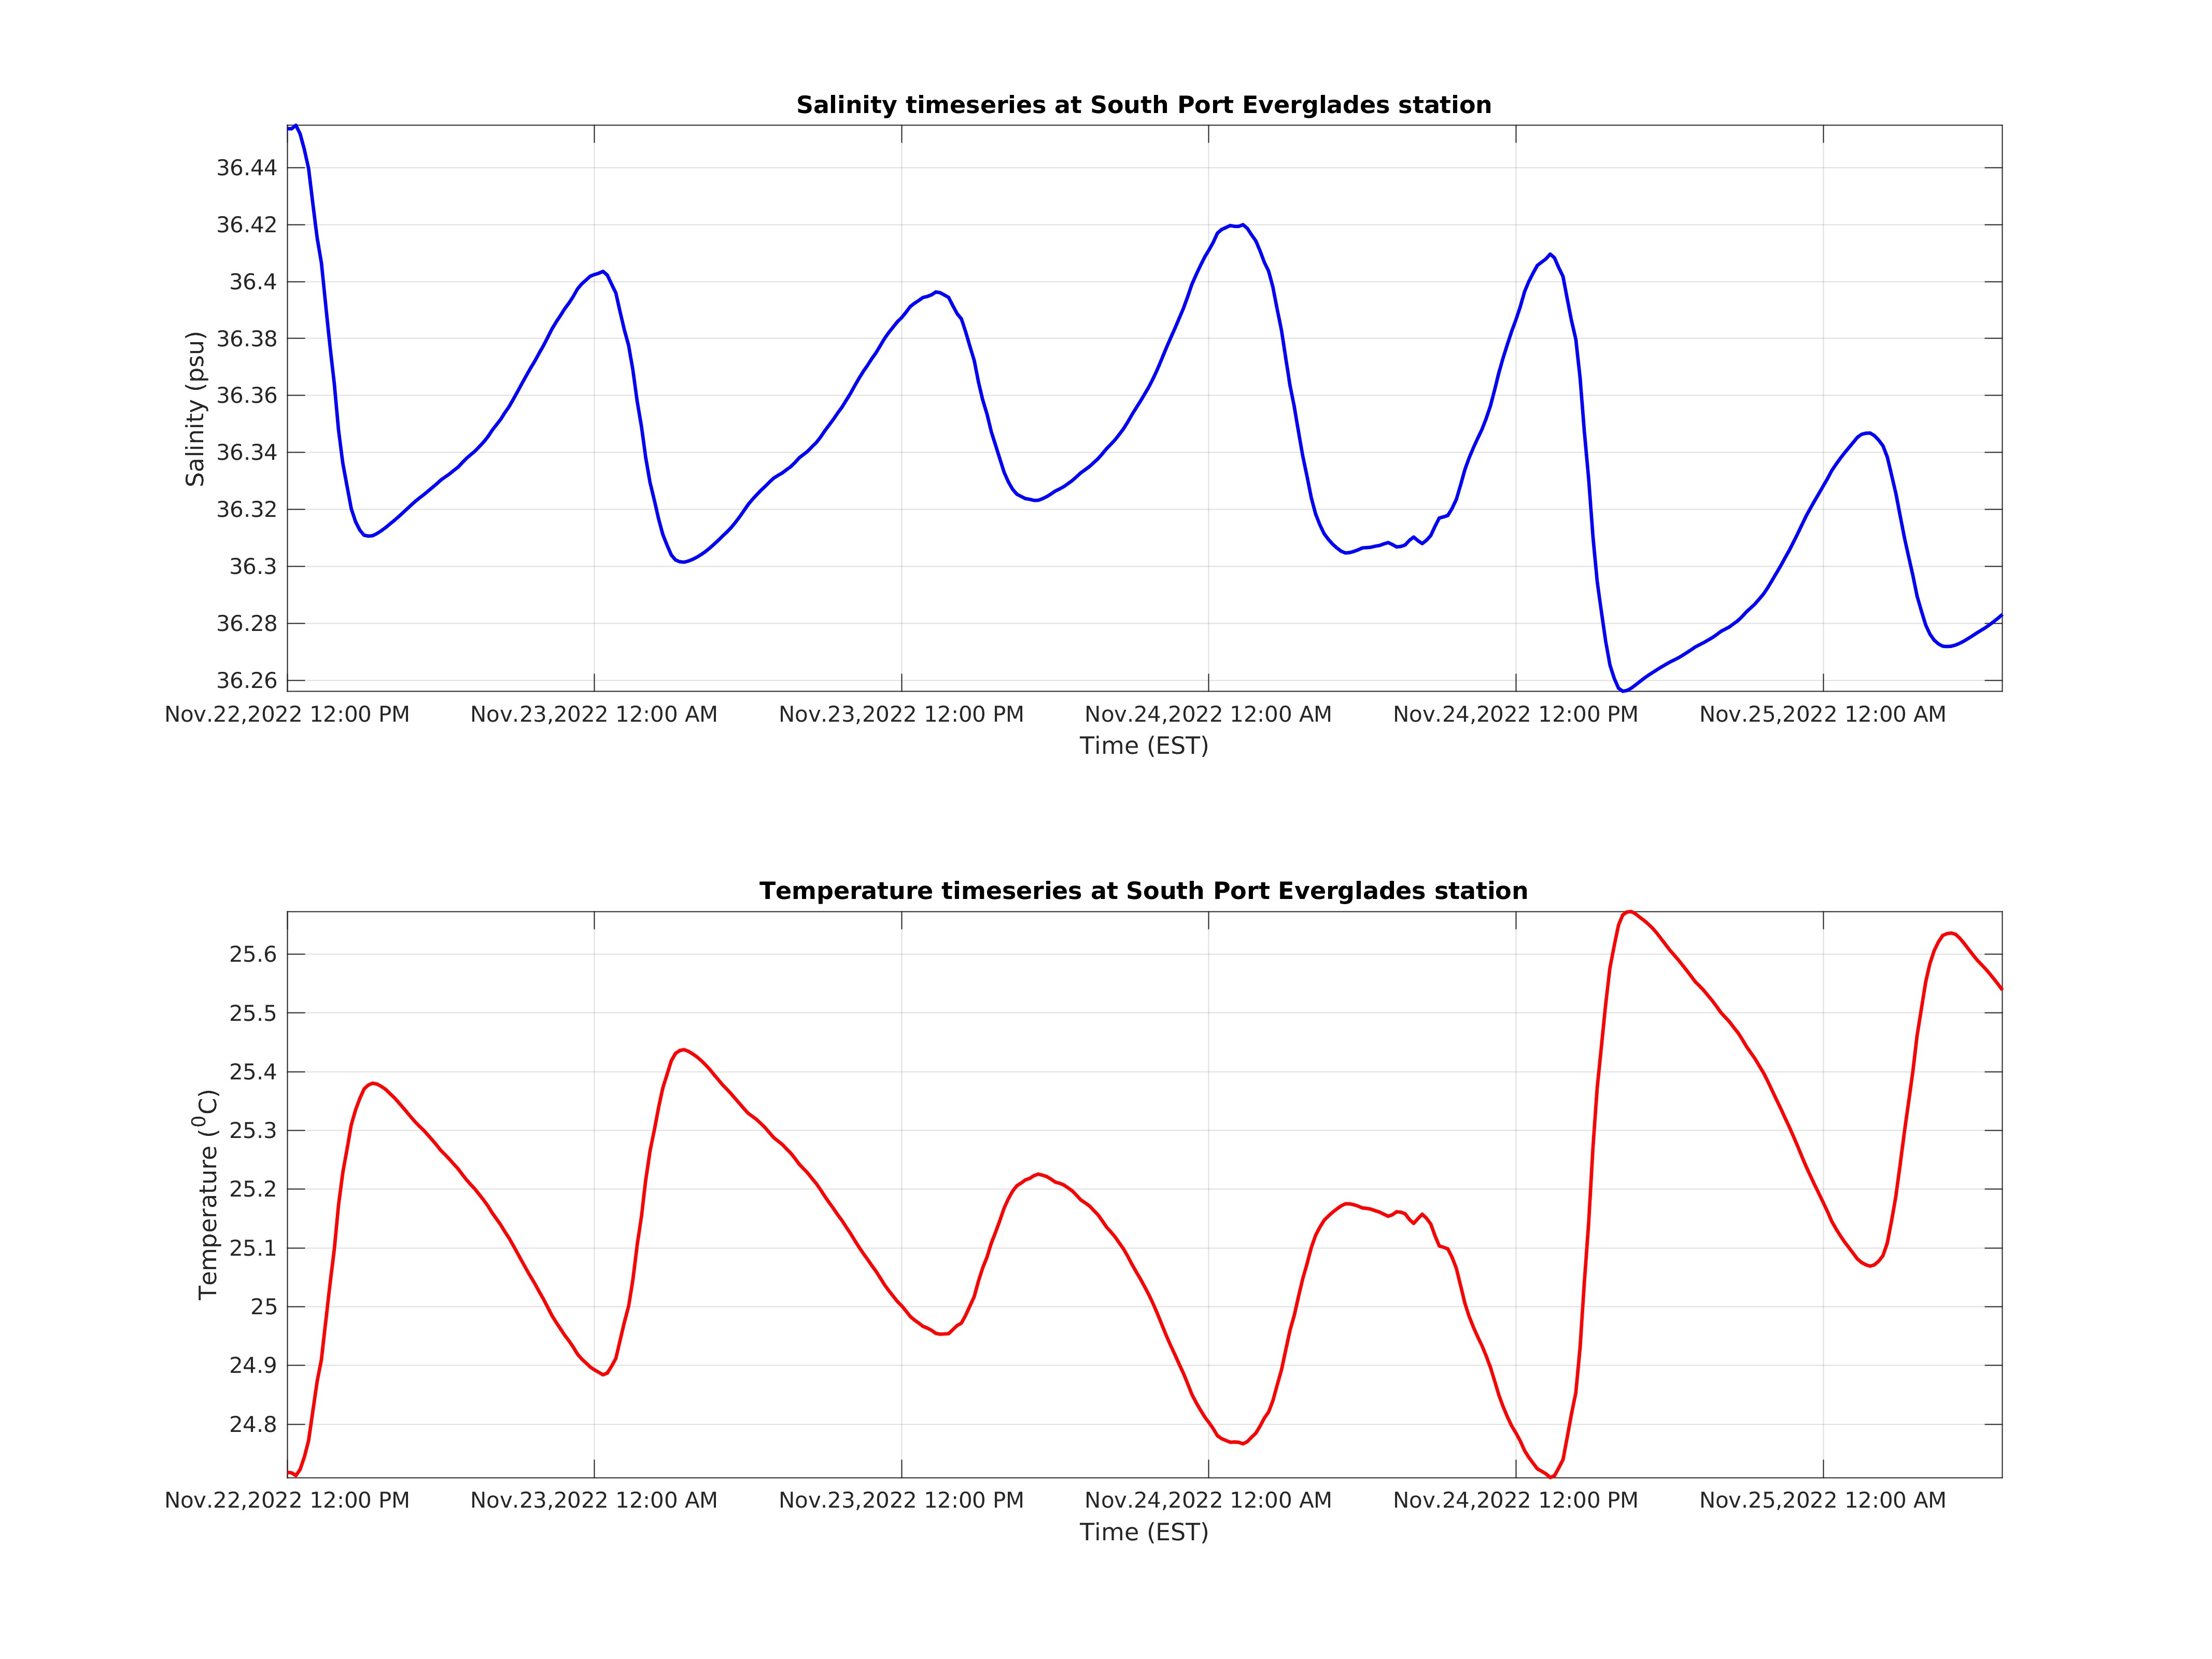 Salinity timeseries at South Port Everglades station
36.44
36.42
36.4
36.38
36.36
36.34
36.32
36.3
36.28
36.26
Salinity (psu)
Nov.22,2022 12:00 PM Nov.23,2022 12:00 AM Nov.23,2022 12:00 PM Nov.24,2022 12:00 AM Nov.24,2022 12:00 PM Nov.25,2022 12:00 AM
Time (EST)
Temperature timeseries at South Port Everglades station
25.6
25.5
25.4
25.3
25.2
25.1
25
24.9
24.8
Temperature (⁰C)
Nov.22,2022 12:00 PM Nov.23,2022 12:00 AM Nov.23,2022 12:00 PM Nov.24,2022 12:00 AM Nov.24,2022 12:00 PM Nov.25,2022 12:00 AM
Time (EST)